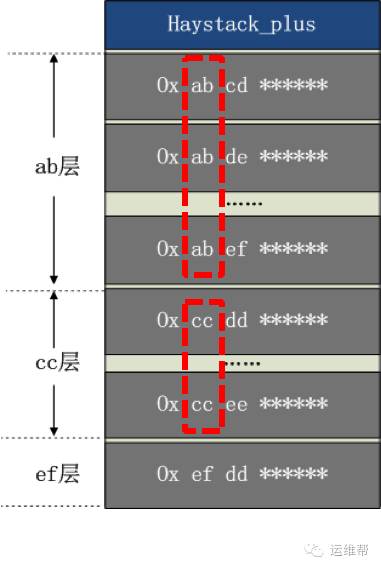 Haystack_plus
0x ab cd ******
ab层
0x ab de ******
……
0x ab ef ******
0x cc dd ******
cc层
……
0x cc ee ******
ef层
0x ef dd ******
运维帮